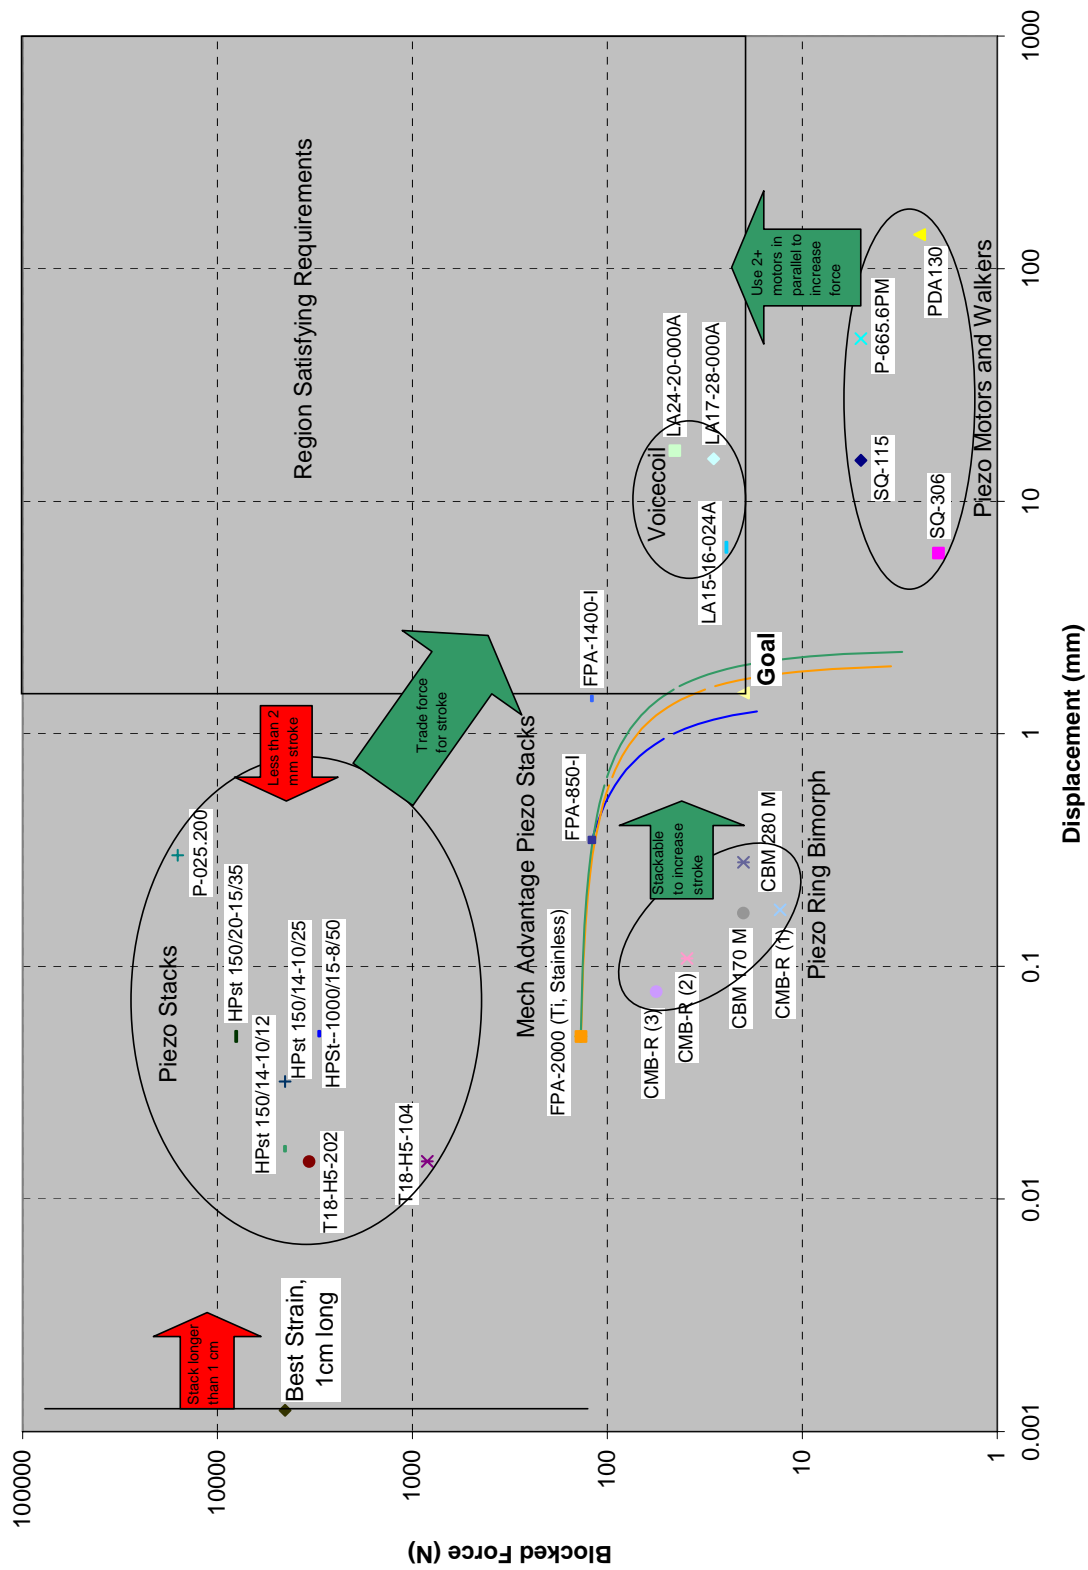 100000
10000
1000
100
10
1
Blocked Force (N)
0.001
0.01
0.1
1
10
100
1000
Displacement (mm)
Stack longer
than 1 cm
Best Strain,
1cm long
Piezo Stacks
P-025.200
HPst 150/20-15/35
HPst 150/14-10/12
HPst 150/14-10/25
HPSt--1000/15-8/50
T18-H5-202
T18-H5-104
Less than 2
mm stroke
Trade force
for stroke
Region Satisfying Requirements
Mech Advantage Piezo Stacks
FPA-2000 (Ti, Stainless)
FPA-850-I
FPA-1400-I
Stackable
to increase
stroke
CMB-R (3)
CMB-R (2)
CBM 170 M
CBM 280 M
CMB-R (1)
Piezo Ring Bimorph
Goal
Voicecoil
LA24-20-000A
LA17-28-000A
LA15-16-024A
Use 2+
motors in
parallel to
increase
force
SQ-115
P-665.6PM
SQ-306
PDA130
Piezo Motors and Walkers